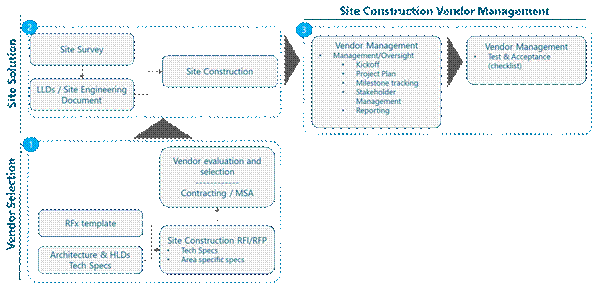 Site Construction Vendor Management
Site Solution
2
Site Survey
LLDs / Site Engineering
Document
Site Construction
3
Vendor Management
• Management/Oversight
• Kickoff
• Project Plan
• Milestone tracking
• Stakeholder
Management
• Reporting
Vendor Management
• Test & Acceptance
(checklist)
Vendor Selection
1
Vendor evaluation and
selection
-------------
Contracting / MSA
RFx template
Architecture & HLDs
Tech Specs
Site Construction RFI/RFP
• Tech Specs
• Area specific specs